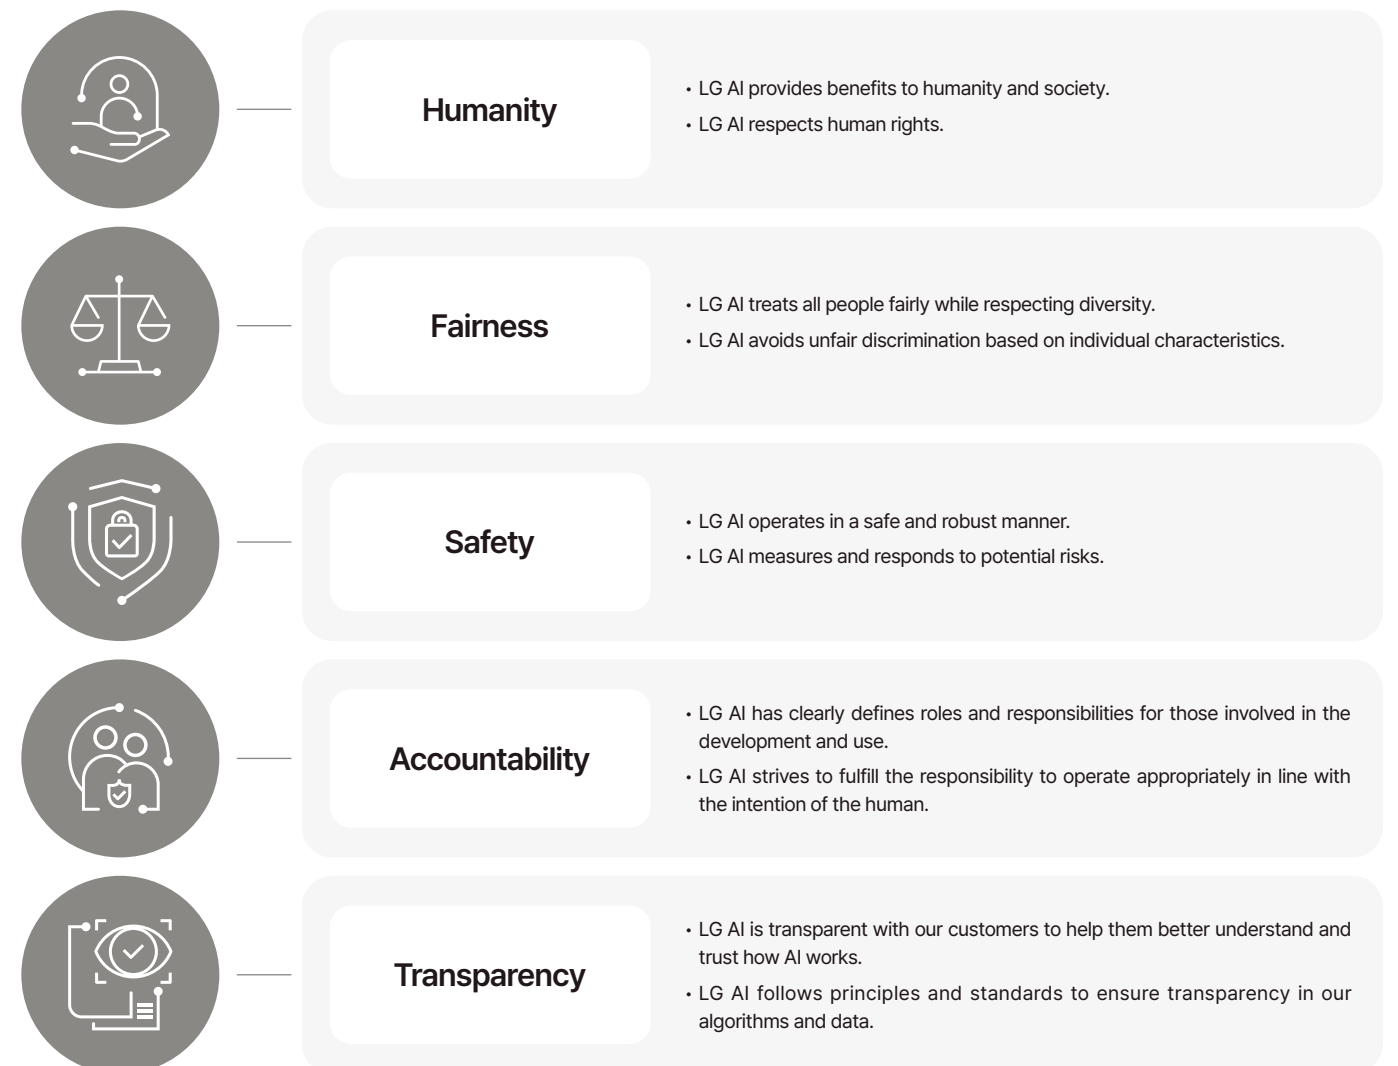 Humanity
• LG AI provides benefits to humanity and society.
• LG AI respects human rights.
Fairness
• LG AI treats all people fairly while respecting diversity.
• LG AI avoids unfair discrimination based on individual characteristics.
Safety
• LG AI operates in a safe and robust manner.
• LG AI measures and responds to potential risks.
Accountability
• LG AI has clearly defines roles and responsibilities for those involved in the
development and use.
• LG AI strives to fulfill the responsibility to operate appropriately in line with
the intention of the human.
Transparency
• LG AI is transparent with our customers to help them better understand and
trust how AI works.
• LG AI follows principles and standards to ensure transparency in our
algorithms and data.